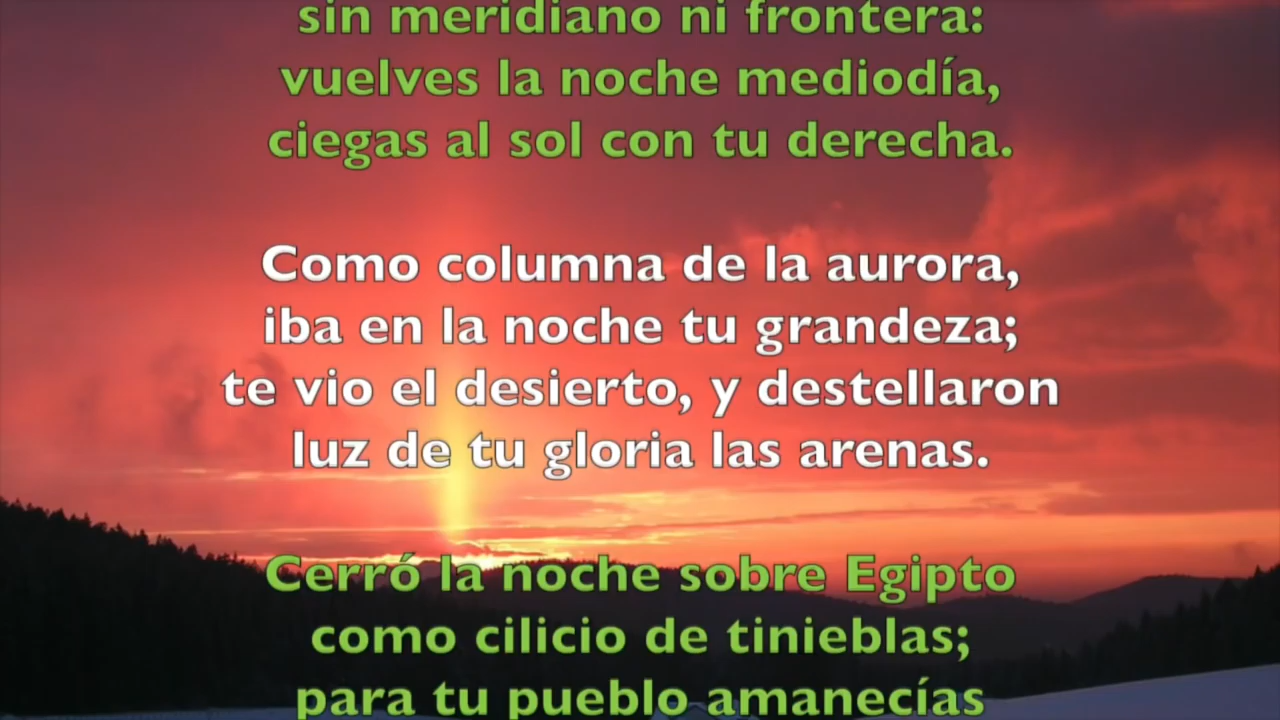 sin meridiano ni frontera:
vuelves la noche mediodía,
ciegas al sol con tu derecha.
Como columna de la aurora,
iba en la noche tu grandeza;
te vio el desierto, y destellaron
luz de tu gloria las arenas.
Cerró la noche sobre Egipto
como cilicio de tinieblas;
para tu pueblo amanecías